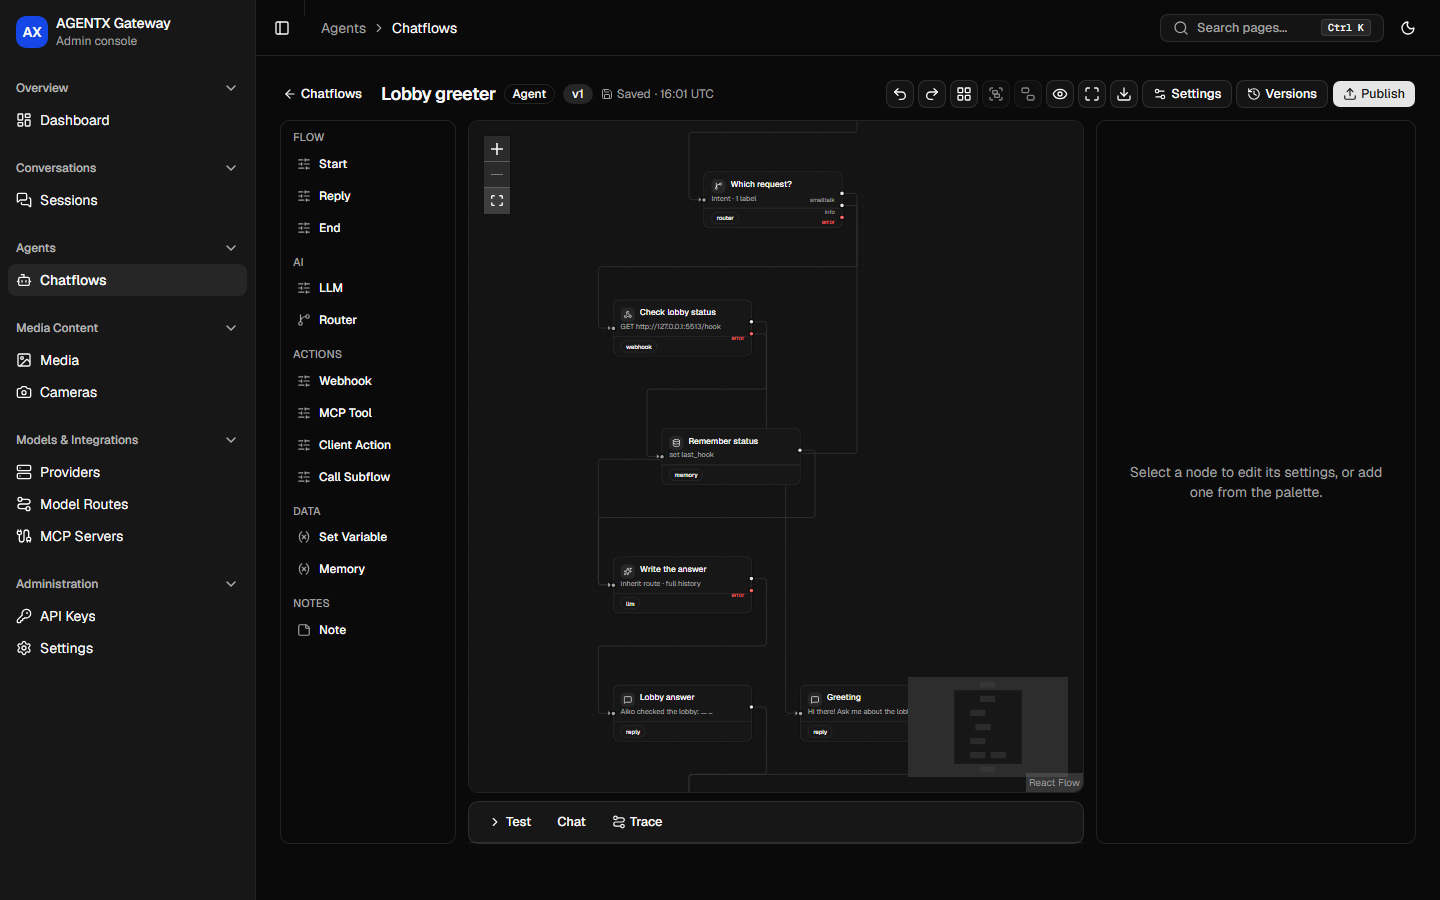 AX
AGENTX Gateway
Admin console
Overview
Dashboard
Conversations
Sessions
Agents
Chatflows
Media Content
Media
Cameras
Models & Integrations
Providers
Model Routes
MCP Servers
Administration
API Keys
Settings
Agents > Chatflows
Search pages... Ctrl K
Chatflows
Lobby greeter
Agent
v1
Saved · 16:01 UTC
Settings
Versions
Publish
FLOW
Start
Reply
End
AI
LLM
Router
ACTIONS
Webhook
MCP Tool
Client Action
Call Subflow
DATA
Set Variable
Memory
NOTES
Note
Which request?
Intent · 1 label
smalltalk
info
router
error
Check lobby status
GET http://127.0.0.1:5513/hook
error
webhook
Remember status
set last_hook
memory
Write the answer
inherit route · full history
error
llm
Lobby answer
Aiko checked the lobby: ... ...
reply
Greeting
Hi there! Ask me about the lob
reply
React Flow
Test
Chat
Trace
Select a node to edit its settings, or add
one from the palette.